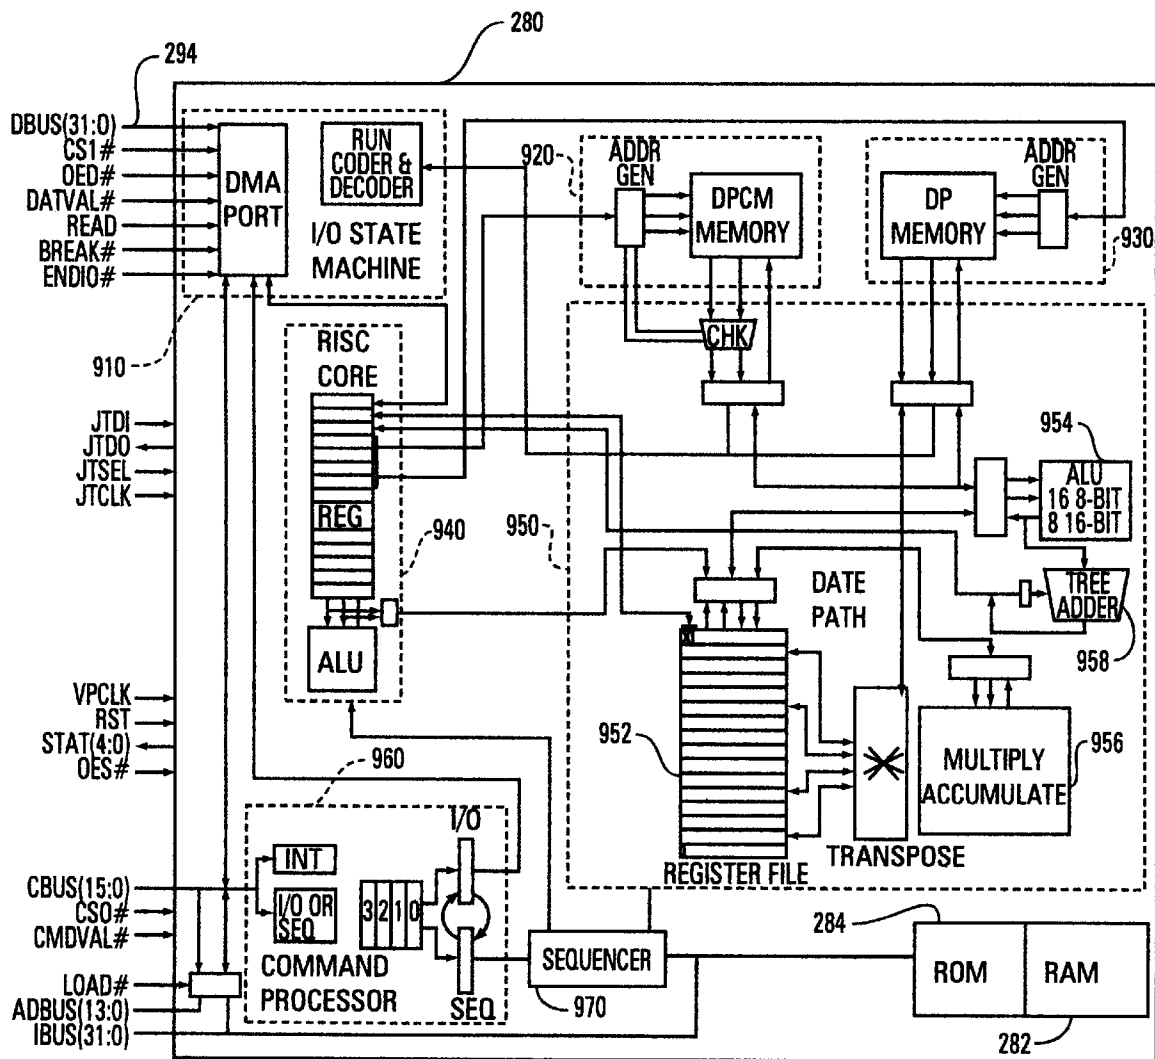 294
280
DBUS(31:0)
CS1#
OED#
DATVAL#
READ
BREAK#
ENDIO#
DMA
PORT
RUN
CODER &
DECODER
I/O STATE
MACHINE
910
920
ADDR
GEN
DPCM
MEMORY
DP
MEMORY
ADDR
GEN
930
CHK
RISC
CORE
REG
ALU
940
JTDI
JTDO
JTSEL
JTCLK
950
954
ALU
16 8-BIT
8 16-BIT
DATE
PATH
TREE
ADDER
958
952
REGISTER FILE
TRANSPOSE
MULTIPLY
ACCUMULATE
956
VPCLK
RST
STAT(4:0)
OES#
960
I/O
INT
I/O OR
SEQ
3 2 1 0
COMMAND
PROCESSOR
SEQ
CBUS(15:0)
CS0#
CMDVAL#
LOAD#
ADBUS(13:0)
IBUS(31:0)
SEQUENCER
970
284
ROM
RAM
282